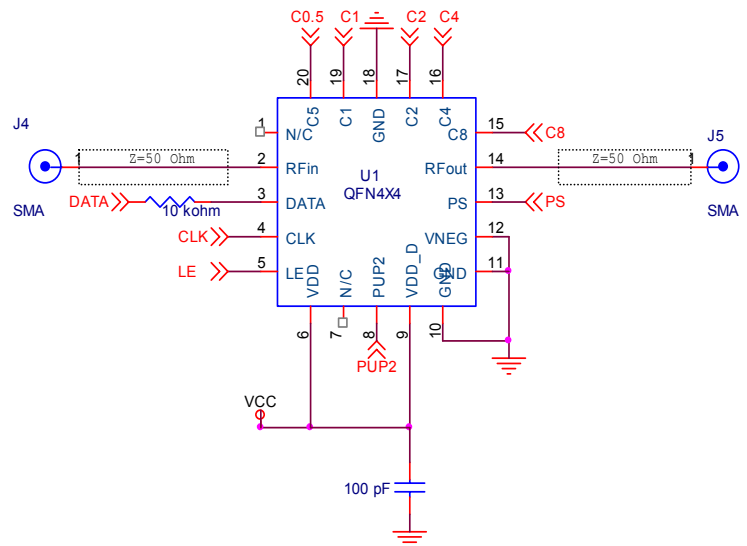 C0.5 C1 C2 C4
20 19 18 17 16
C5 C1 GND C2 C4
1 N/C C8 15 C8
J4 J5
1 Z=50 Ohm 2 RFin U1 RFout 14 Z=50 Ohm 1
QFN4X4
SMA DATA 10 kohm 3 DATA PS 13 PS SMA
CLK 4 CLK VNEG 12
LE 5 LE GND 11
VDD N/C PUP2 VDD_D GND
6 7 8 9 10
PUP2
VCC
100 pF